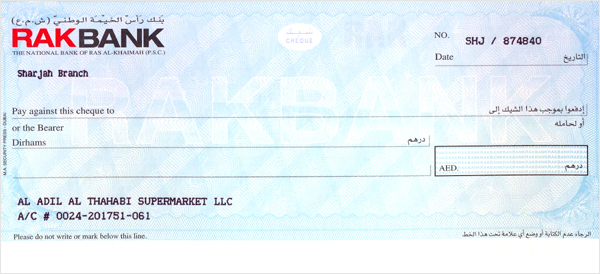 بنك رأس الخيمة الوطني (ش.م.ع)
RAKBANK
THE NATIONAL BANK OF RAS AL-KHAIMAH (P.S.C.)
CHEQUE
NO. SHJ / 874840
Date التاريخ
Sharjah Branch
RAKBANK
Pay against this cheque to إدفعوا بموجب هذا الشيك إلى
or the Bearer أو لحامله
Dirhams درهم
AED. درهم
M.A. SECURITY PRESS - DUBAI
AL ADIL AL THAHABI SUPERMARKET LLC
A/C # 0024-201751-061
Please do not write or mark below this line. الرجاء عدم الكتابة أو وضع أي علامة تحت هذا الخط